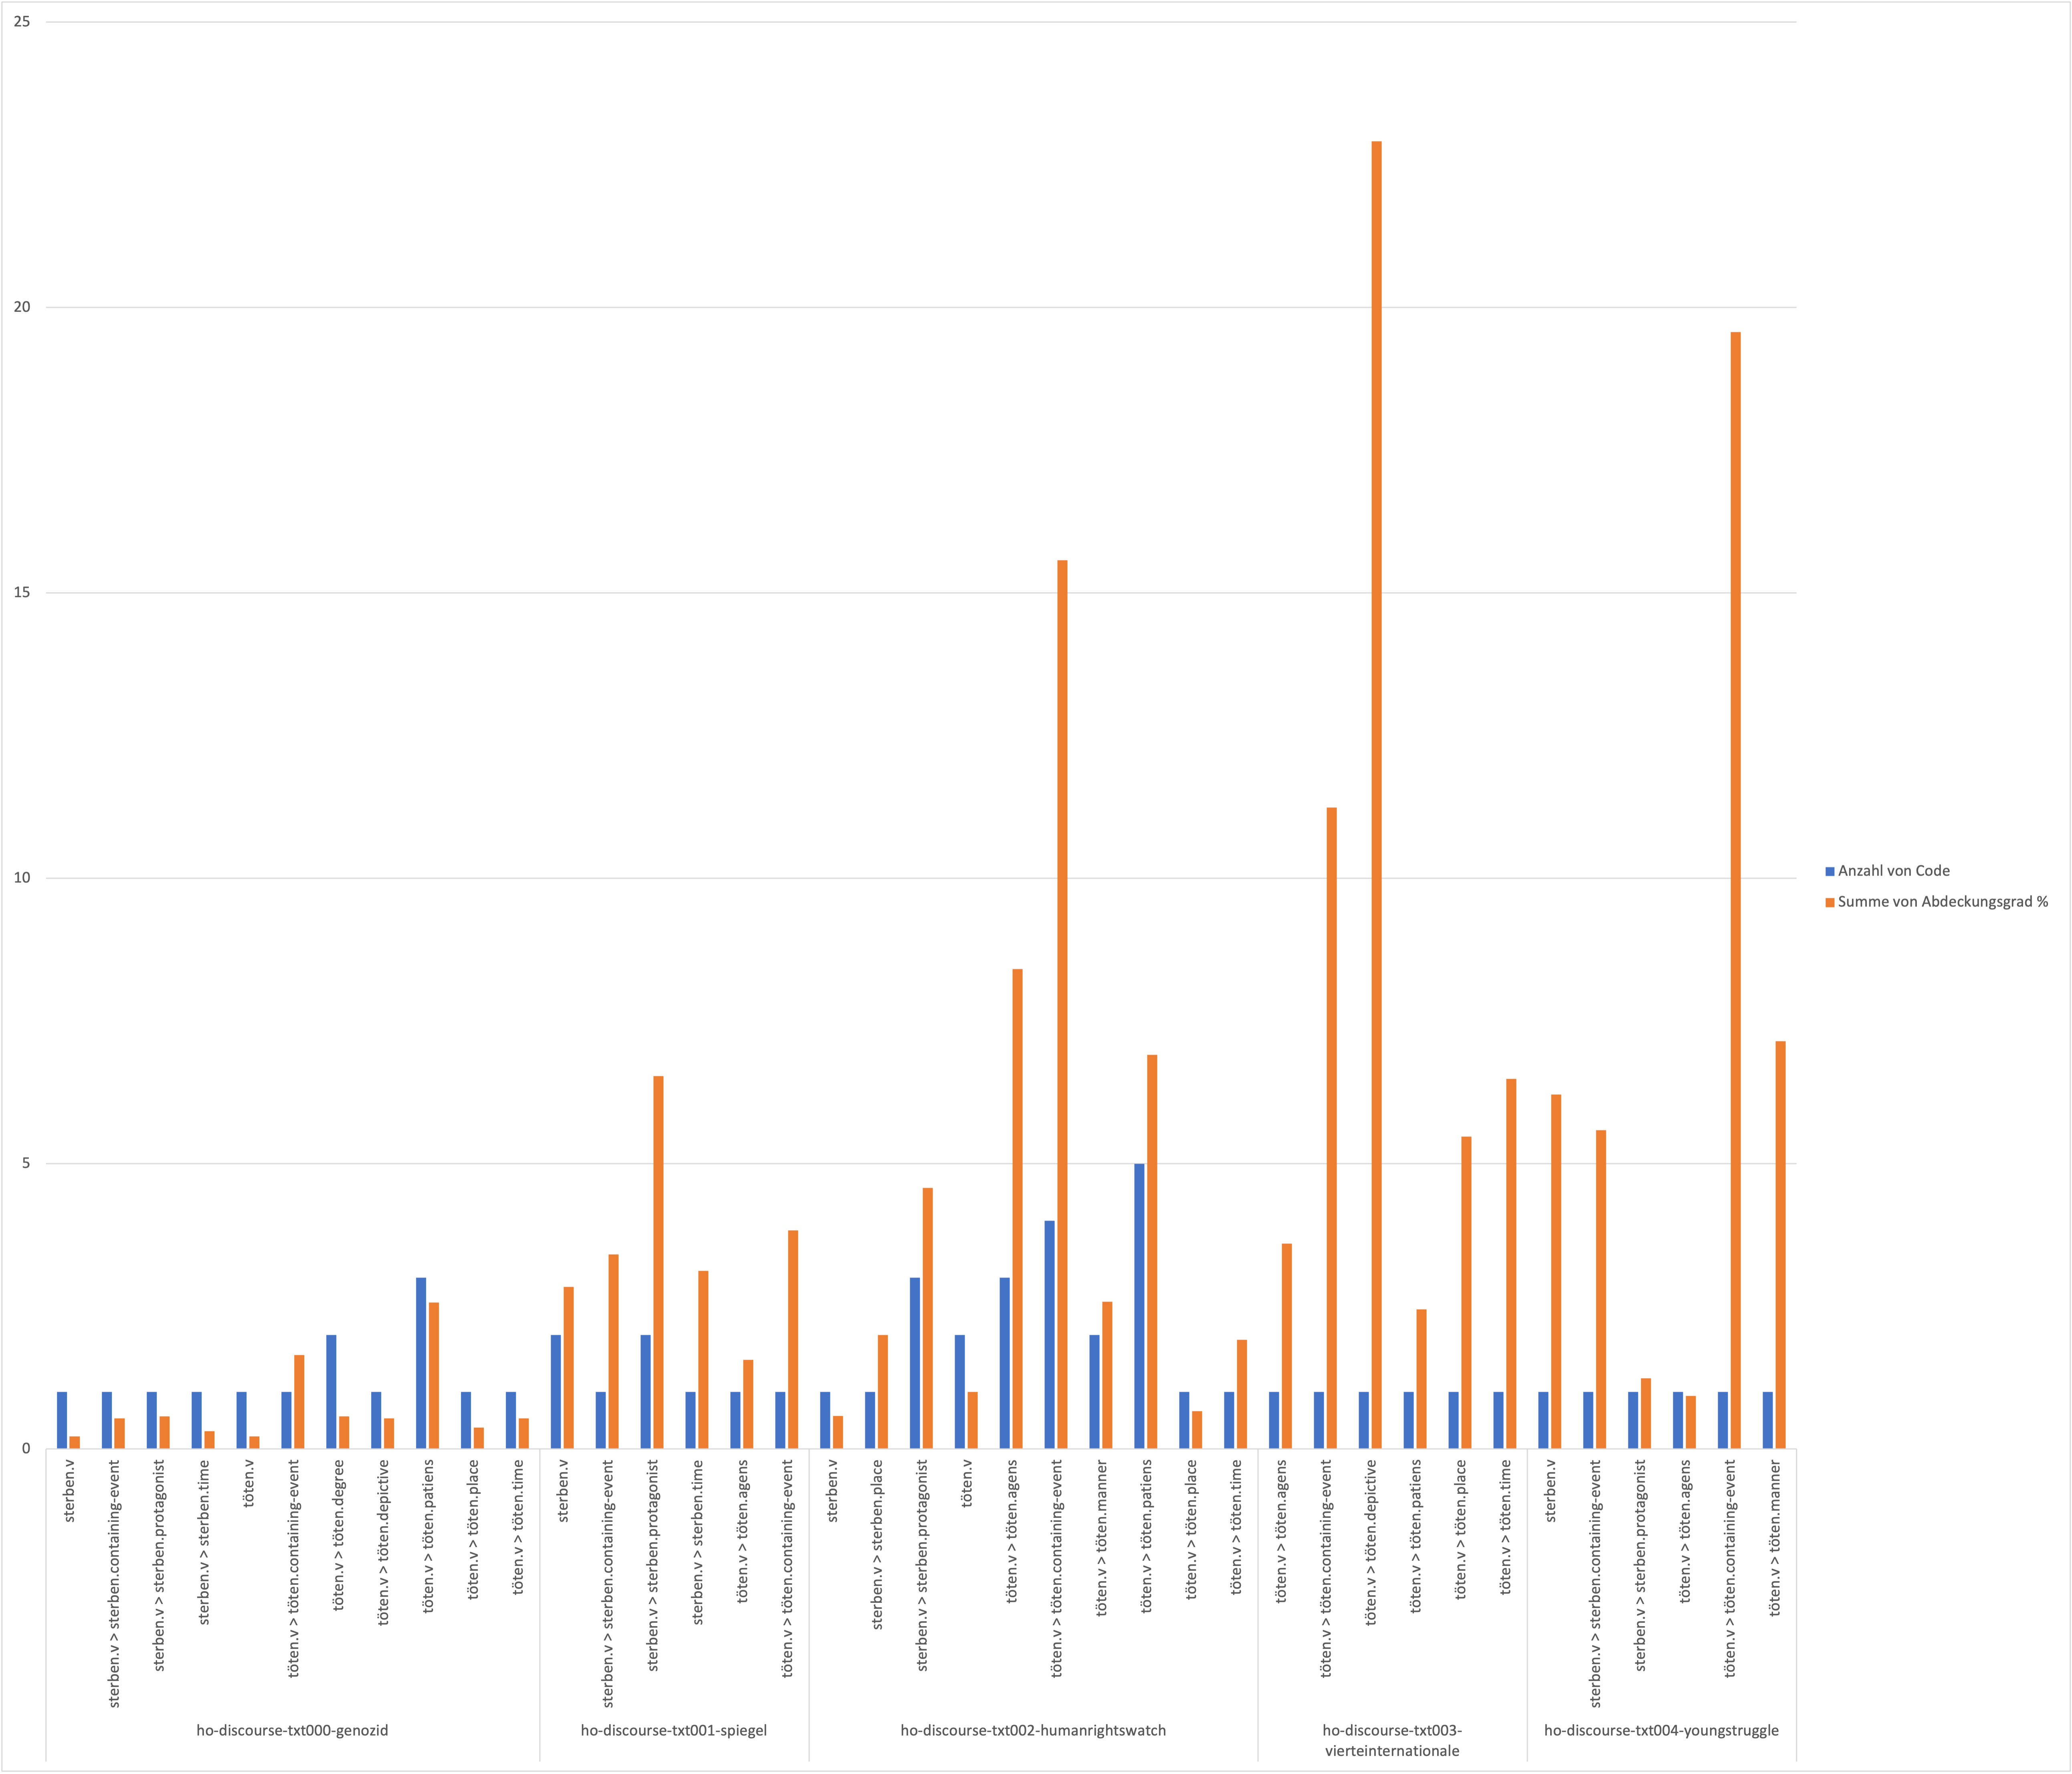 25
20
15
10
5
0
Anzahl von Code
Summe von Abdeckungsgrad %
sterben.v
sterben.v > sterben.containing-event
sterben.v > sterben.protagonist
sterben.v > sterben.time
töten.v
töten.v > töten.containing-event
töten.v > töten.degree
töten.v > töten.depictive
töten.v > töten.patiens
töten.v > töten.place
töten.v > töten.time
sterben.v
sterben.v > sterben.containing-event
sterben.v > sterben.protagonist
sterben.v > sterben.time
töten.v > töten.agens
töten.v > töten.containing-event
sterben.v
sterben.v > sterben.place
sterben.v > sterben.protagonist
töten.v
töten.v > töten.agens
töten.v > töten.containing-event
töten.v > töten.manner
töten.v > töten.patiens
töten.v > töten.place
töten.v > töten.time
töten.v > töten.agens
töten.v > töten.containing-event
töten.v > töten.depictive
töten.v > töten.patiens
töten.v > töten.place
töten.v > töten.time
sterben.v
sterben.v > sterben.containing-event
sterben.v > sterben.protagonist
töten.v > töten.agens
töten.v > töten.containing-event
töten.v > töten.manner
ho-discourse-txt000-genozid
ho-discourse-txt001-spiegel
ho-discourse-txt002-humanrightswatch
ho-discourse-txt003-
vierteinternationale
ho-discourse-txt004-youngstruggle